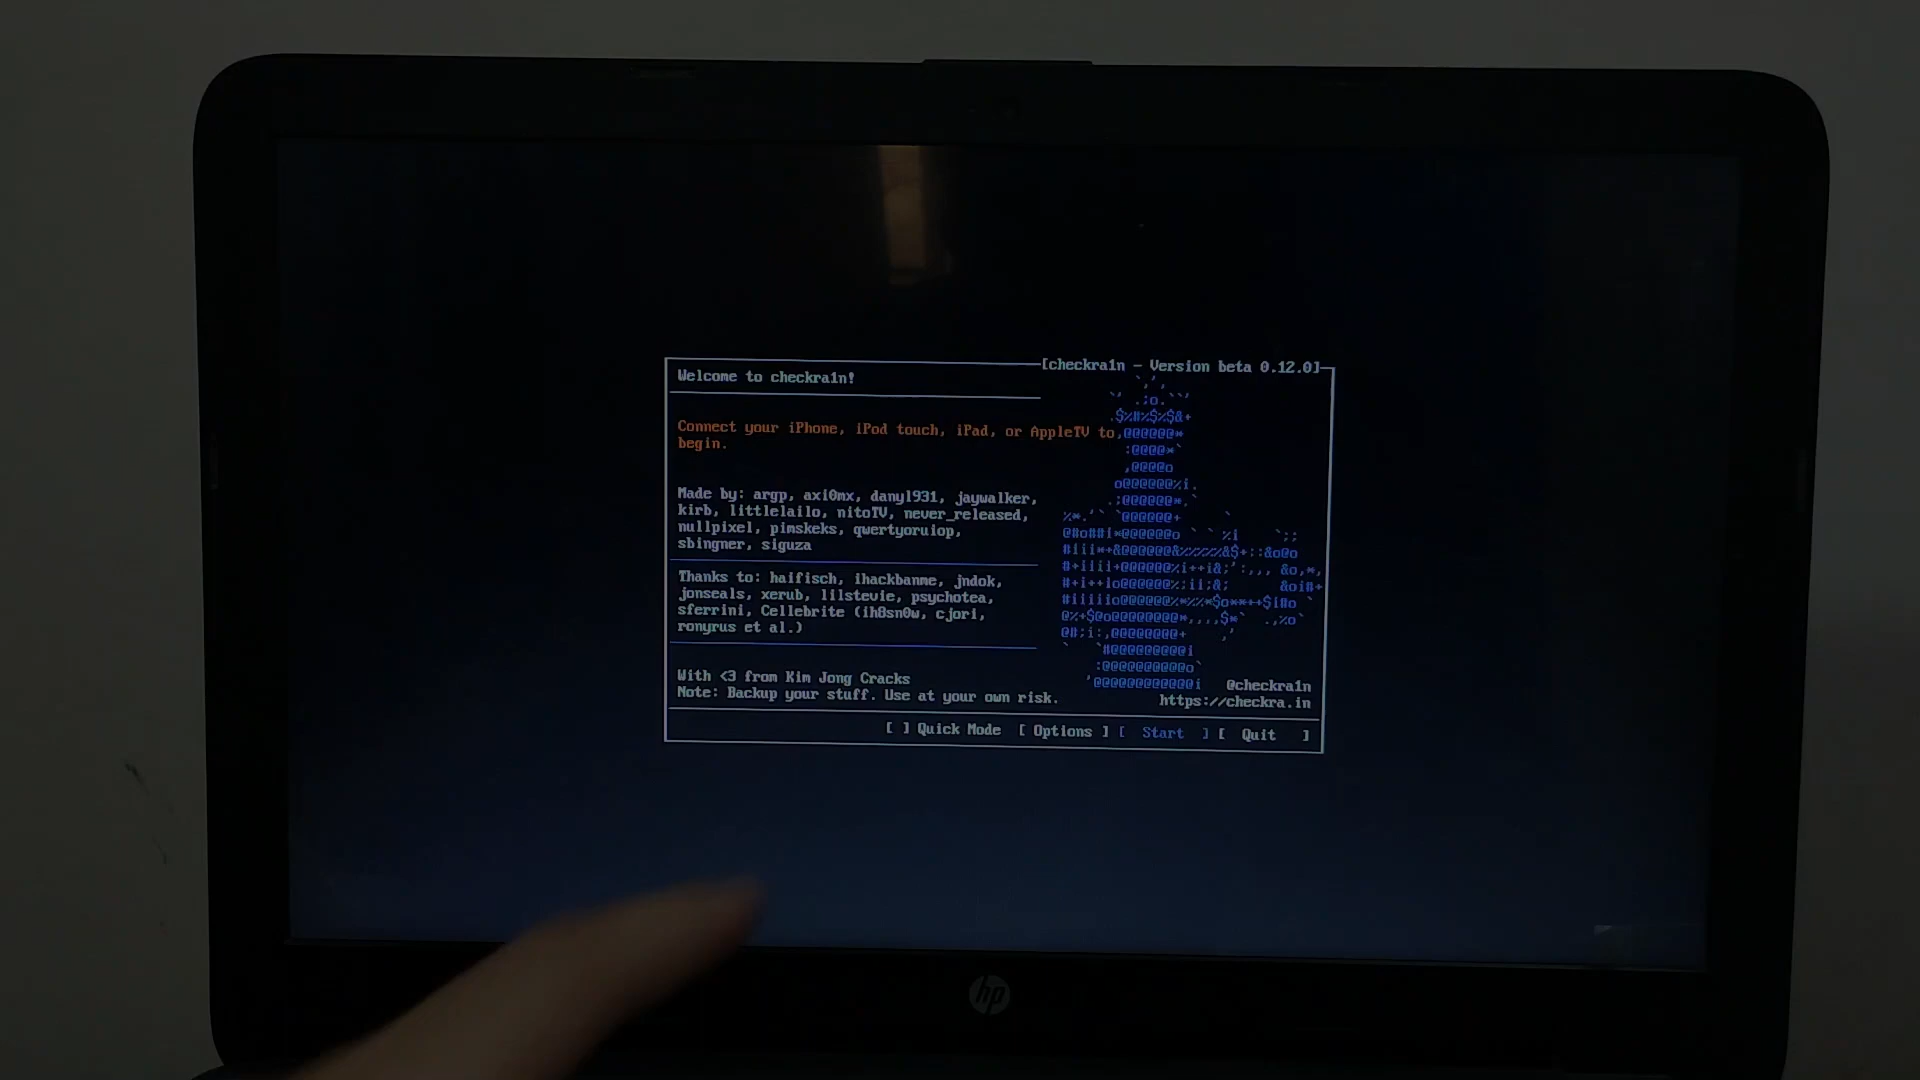 [checkra1n - Version beta 0.12.0]
Welcome to checkra1n!
Connect your iPhone, iPod touch, iPad, or AppleTV to
begin.
Made by: argp, axi0mx, danyl931, jaywalker,
kirb, littlelailo, nitoTV, never_released,
nullpixel, pimskeks, qwertyoruiop,
sbingner, siguza
Thanks to: haifisch, ihackbanme, jndok,
jonseals, xerub, lilstevie, psychotea,
sferrini, Cellebrite (ih8sn0w, cjori,
ronyrus et al.)
With <3 from Kim Jong Cracks
Note: Backup your stuff. Use at your own risk.
@checkra1n
https://checkra.in
[ ] Quick Mode [ Options ] [ Start ] [ Quit ]
hp